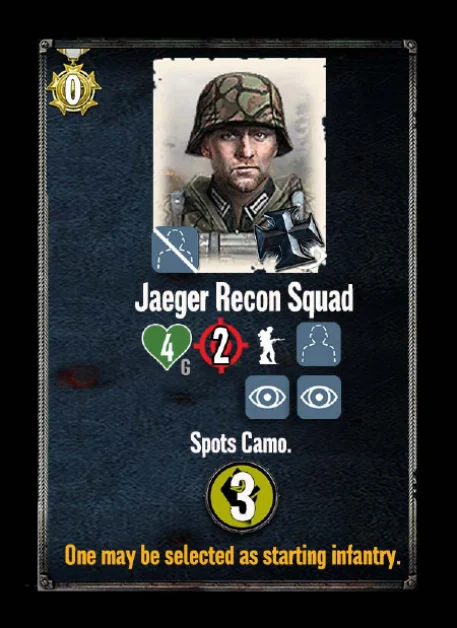 0
Jaeger Recon Squad
4
G
2
Spots Camo.
3
One may be selected as starting infantry.